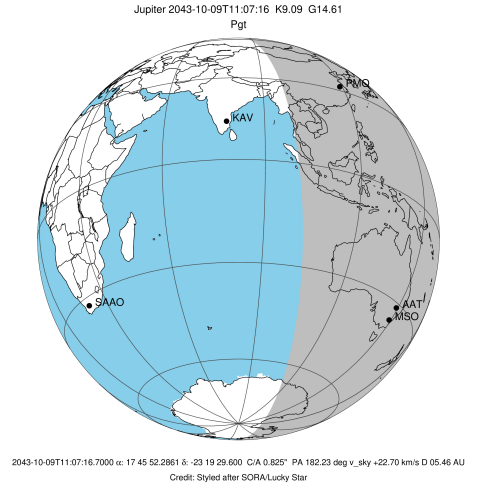 Jupiter 2043-10-09T11:07:16 K9.09 G14.61
Pgt
PMO
KAV
SAAO
AAT
MSO
2043-10-09T11:07:16.7000 α: 17 45 52.2861 δ: -23 19 29.600 C/A 0.825" PA 182.23 deg v_sky +22.70 km/s D 05.46 AU
Credit: Styled after SORA/Lucky Star